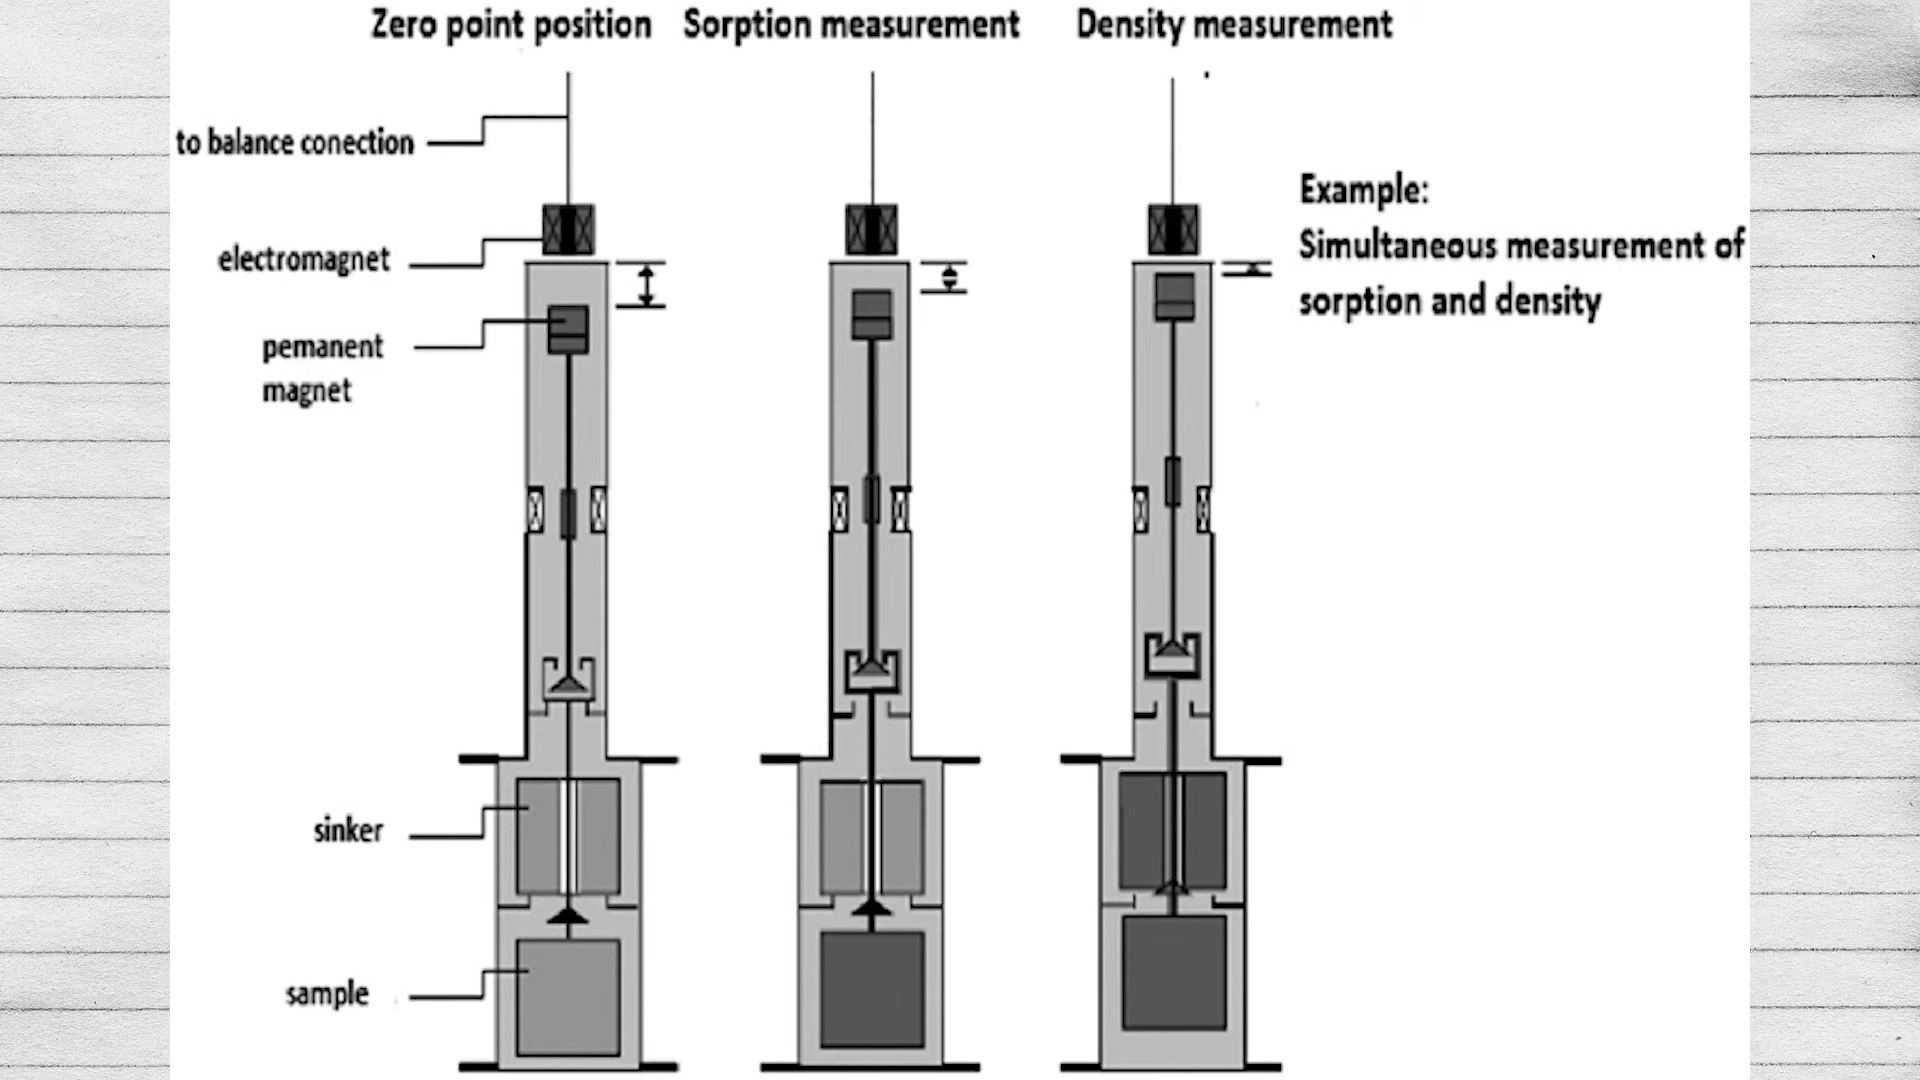 Zero point position
Sorption measurement
Density measurement
to balance conection
electromagnet
pemanent
magnet
sinker
sample
Example:
Simultaneous measurement of
sorption and density